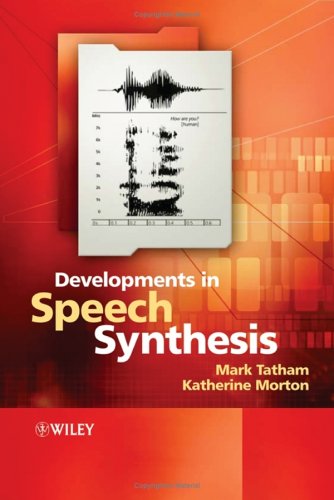 How are you?
[human]
Developments in
Speech
Synthesis
Mark Tatham
Katherine Morton
WILEY